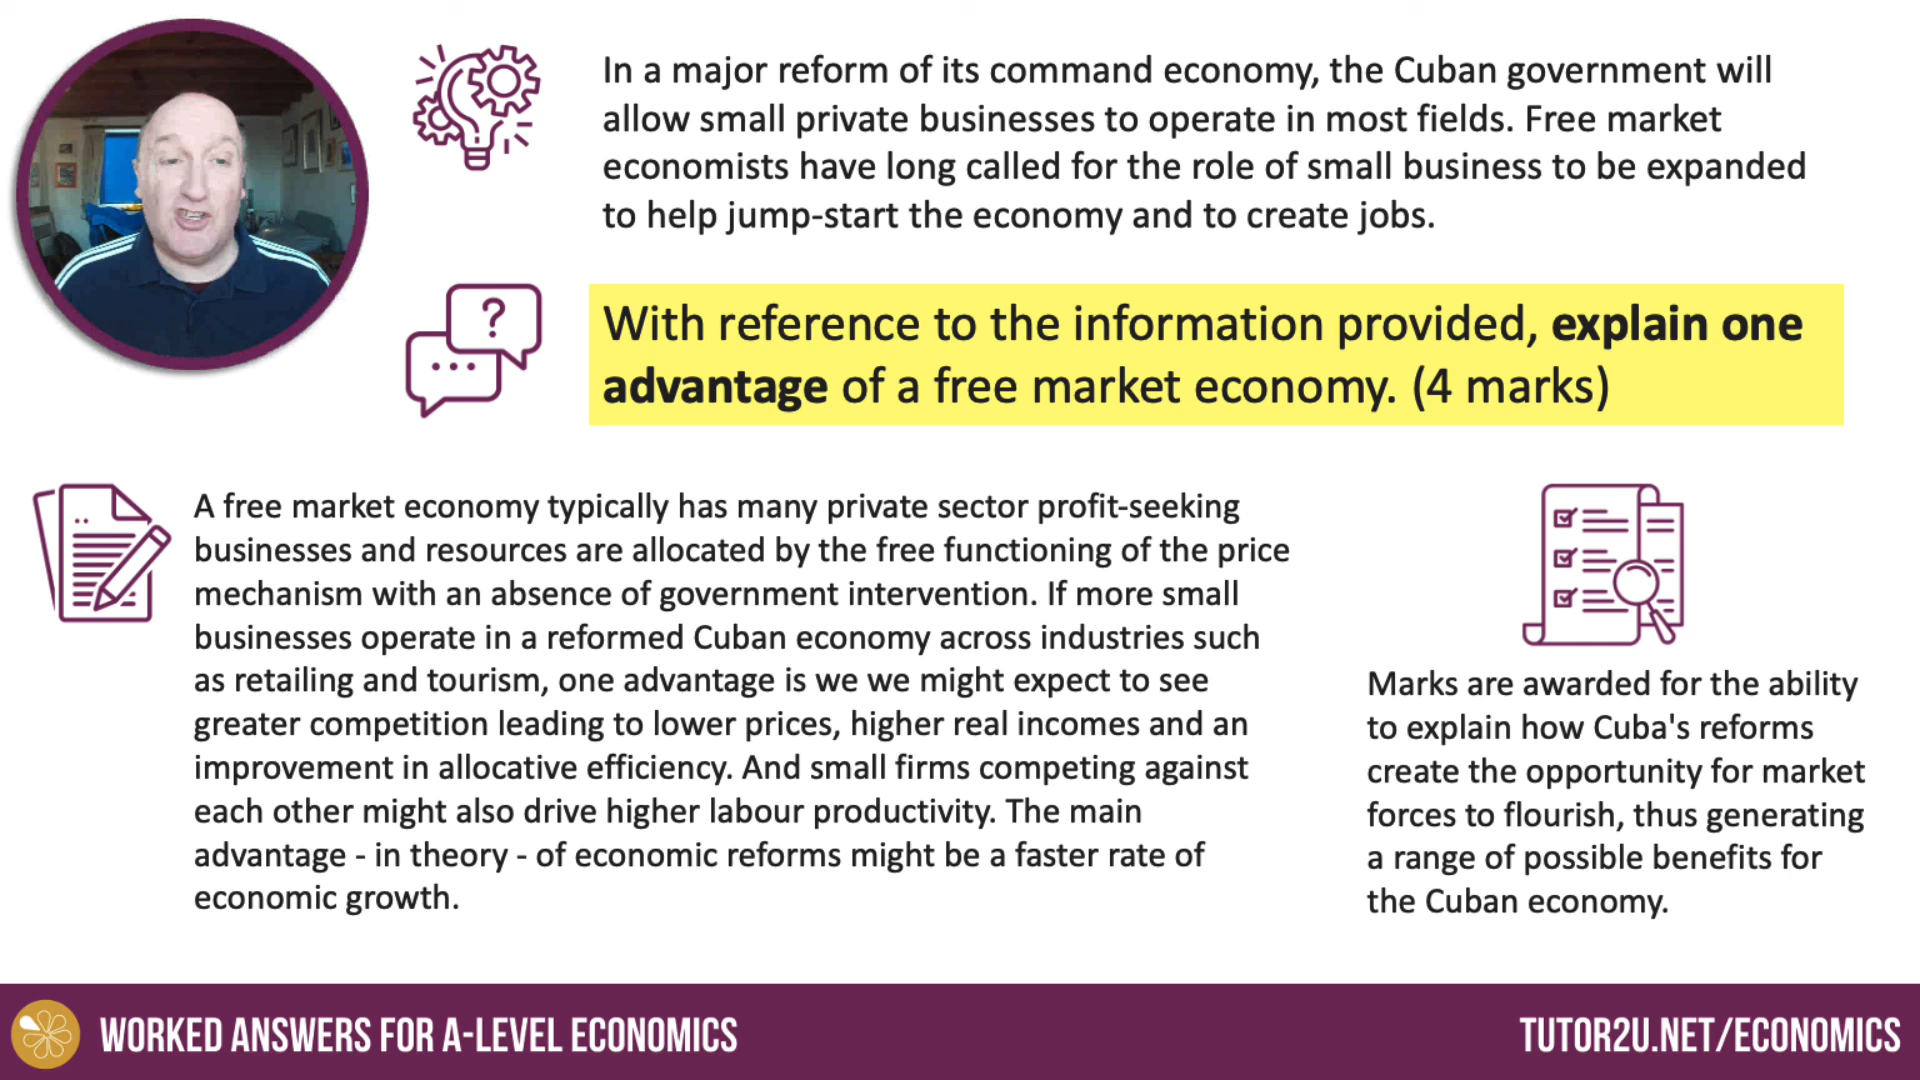 In a major reform of its command economy, the Cuban government will
allow small private businesses to operate in most fields. Free market
economists have long called for the role of small business to be expanded
to help jump-start the economy and to create jobs.
?
With reference to the information provided, explain one
advantage of a free market economy. (4 marks)
A free market economy typically has many private sector profit-seeking
businesses and resources are allocated by the free functioning of the price
mechanism with an absence of government intervention. If more small
businesses operate in a reformed Cuban economy across industries such
as retailing and tourism, one advantage is we we might expect to see
greater competition leading to lower prices, higher real incomes and an
improvement in allocative efficiency. And small firms competing against
each other might also drive higher labour productivity. The main
advantage - in theory - of economic reforms might be a faster rate of
economic growth.
Marks are awarded for the ability
to explain how Cuba's reforms
create the opportunity for market
forces to flourish, thus generating
a range of possible benefits for
the Cuban economy.
WORKED ANSWERS FOR A-LEVEL ECONOMICS
TUTOR2U.NET/ECONOMICS